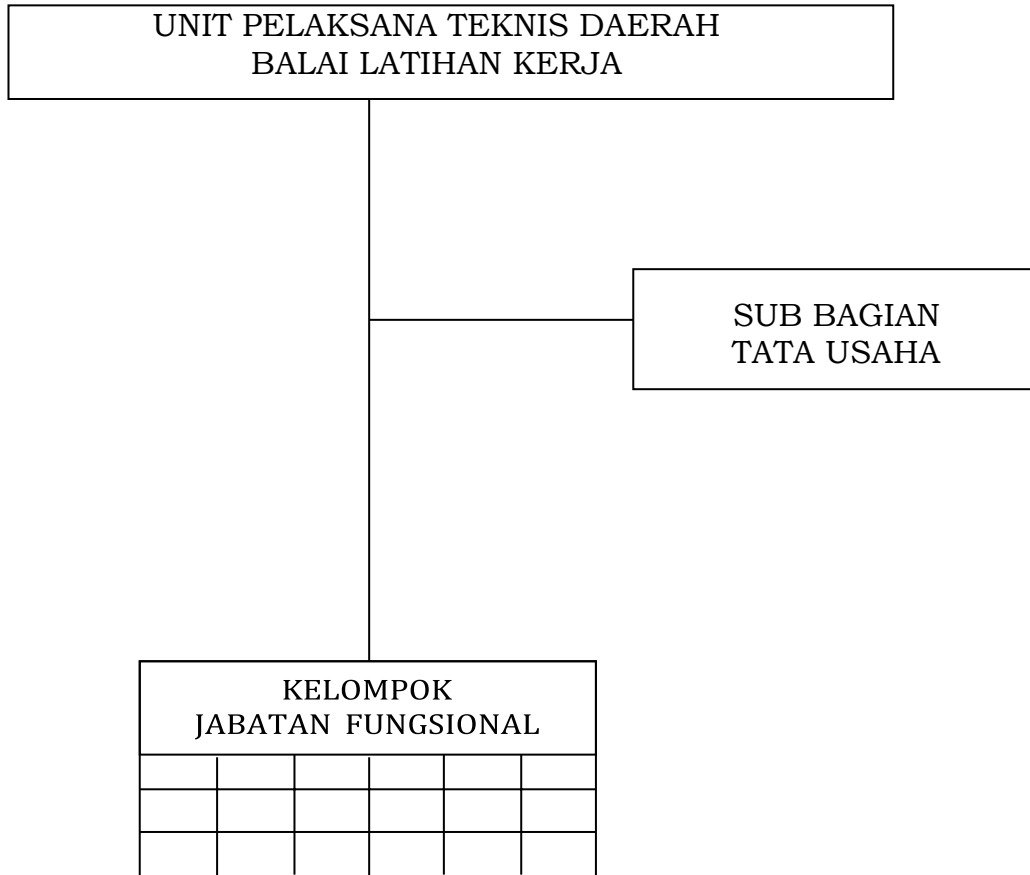 UNIT PELAKSANA TEKNIS DAERAH
BALAI LATIHAN KERJA
SUB BAGIAN
TATA USAHA
KELOMPOK
JABATAN FUNGSIONAL